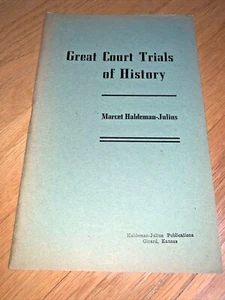 Great Court Trials
of History
Marcet Haldeman-Julius
Haldeman-Julius Publications
Girard, Kansas